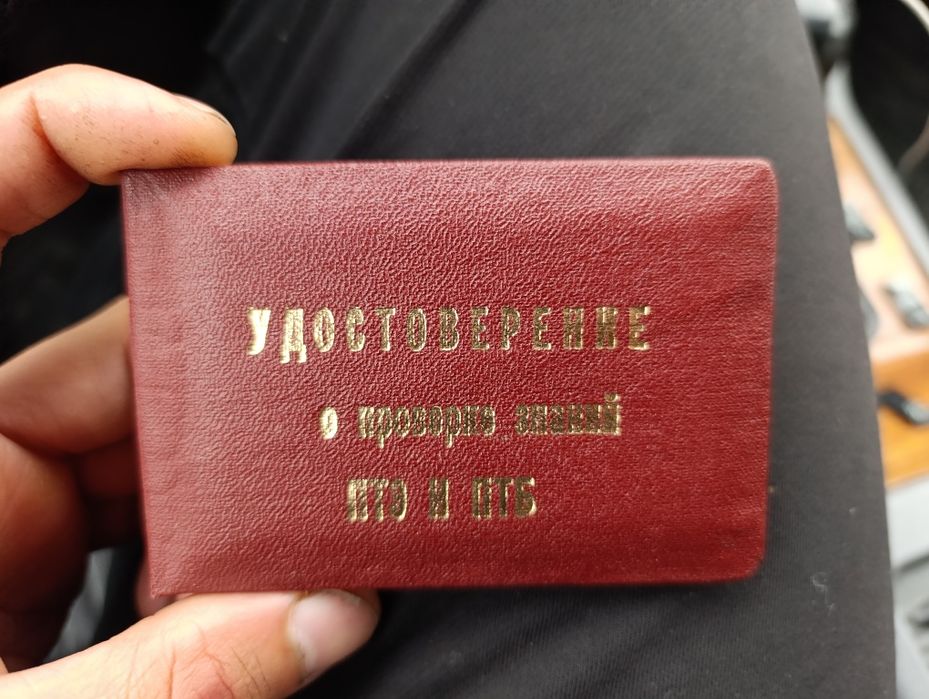 УДОСТОВЕРЕНИЕ
о проверке знаний
ПТЭ И ПТБ